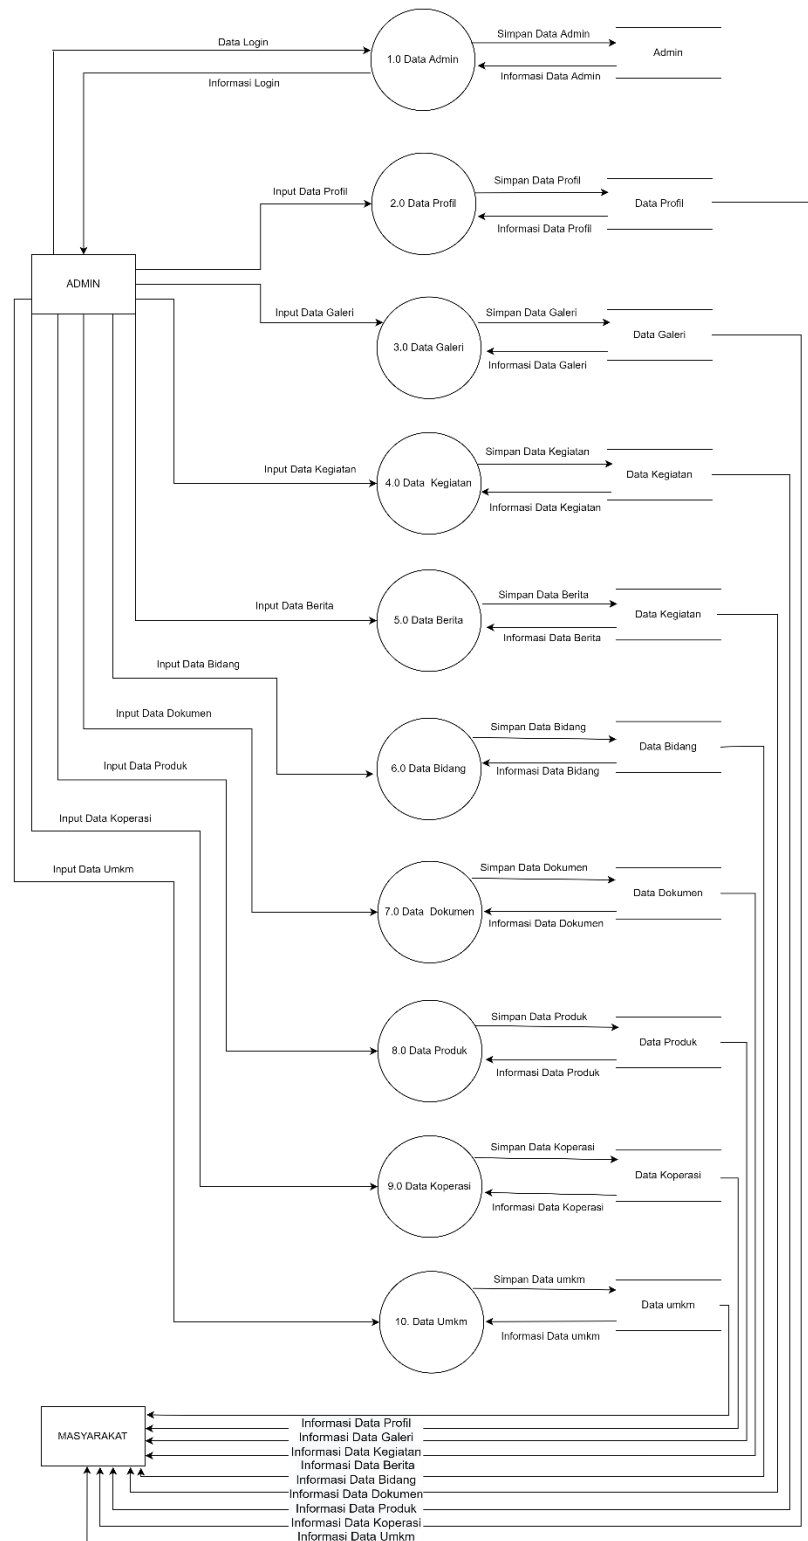 Data Login
Simpan Data Admin
1.0 Data Admin
Admin
Informasi Login
Informasi Data Admin
Input Data Profil
Simpan Data Profil
2.0 Data Profil
Data Profil
Informasi Data Profil
ADMIN
Input Data Galeri
Simpan Data Galeri
3.0 Data Galeri
Data Galeri
Informasi Data Galeri
Input Data Kegiatan
Simpan Data Kegiatan
4.0 Data  Kegiatan
Data Kegiatan
Informasi Data Kegiatan
Input Data Berita
Simpan Data Berita
5.0 Data Berita
Data Kegiatan
Informasi Data Berita
Input Data Bidang
Input Data Dokumen
Simpan Data Bidang
6.0 Data Bidang
Data Bidang
Informasi Data Bidang
Input Data Produk
Input Data Koperasi
Input Data Umkm
Simpan Data Dokumen
7.0 Data  Dokumen
Data Dokumen
Informasi Data Dokumen
Simpan Data Produk
8.0 Data Produk
Data Produk
Informasi Data Produk
Simpan Data Koperasi
9.0 Data Koperasi
Data Koperasi
Informasi Data Koperasi
Simpan Data umkm
10. Data Umkm
Data umkm
Informasi Data umkm
MASYARAKAT
Informasi Data Profil
Informasi Data Galeri
Informasi Data Kegiatan
Informasi Data Berita
Informasi Data Bidang
Informasi Data Dokumen
Informasi Data Produk
Informasi Data Koperasi
Informasi Data Umkm